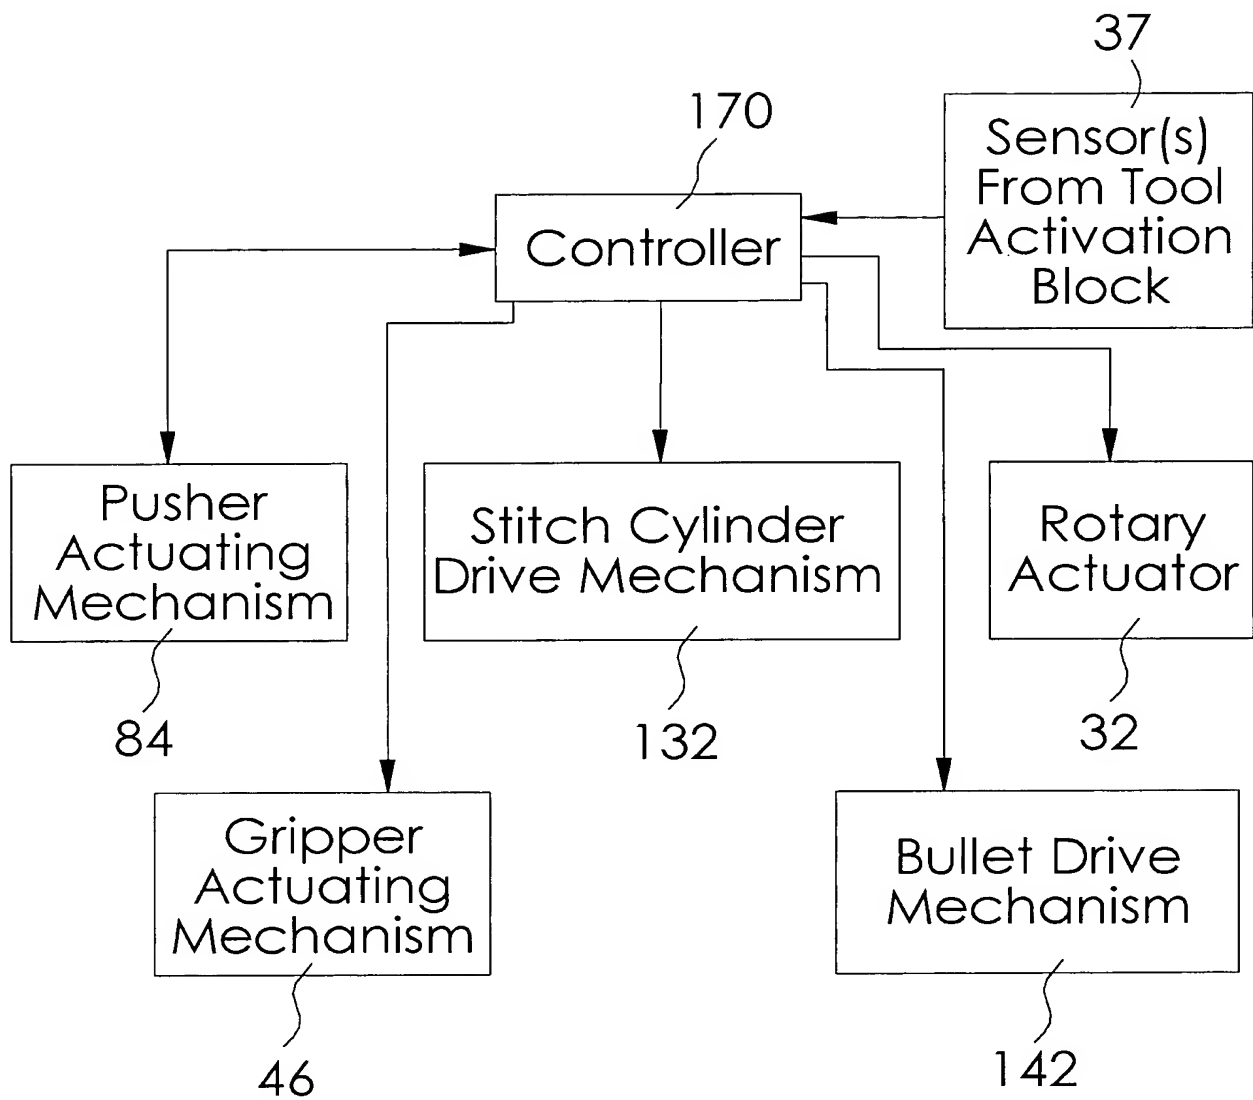 37
170
Sensor(s)
From Tool
Activation
Block
Controller
Pusher
Actuating
Mechanism
Stitch Cylinder
Drive Mechanism
Rotary
Actuator
84
132
32
Gripper
Actuating
Mechanism
Bullet Drive
Mechanism
46
142